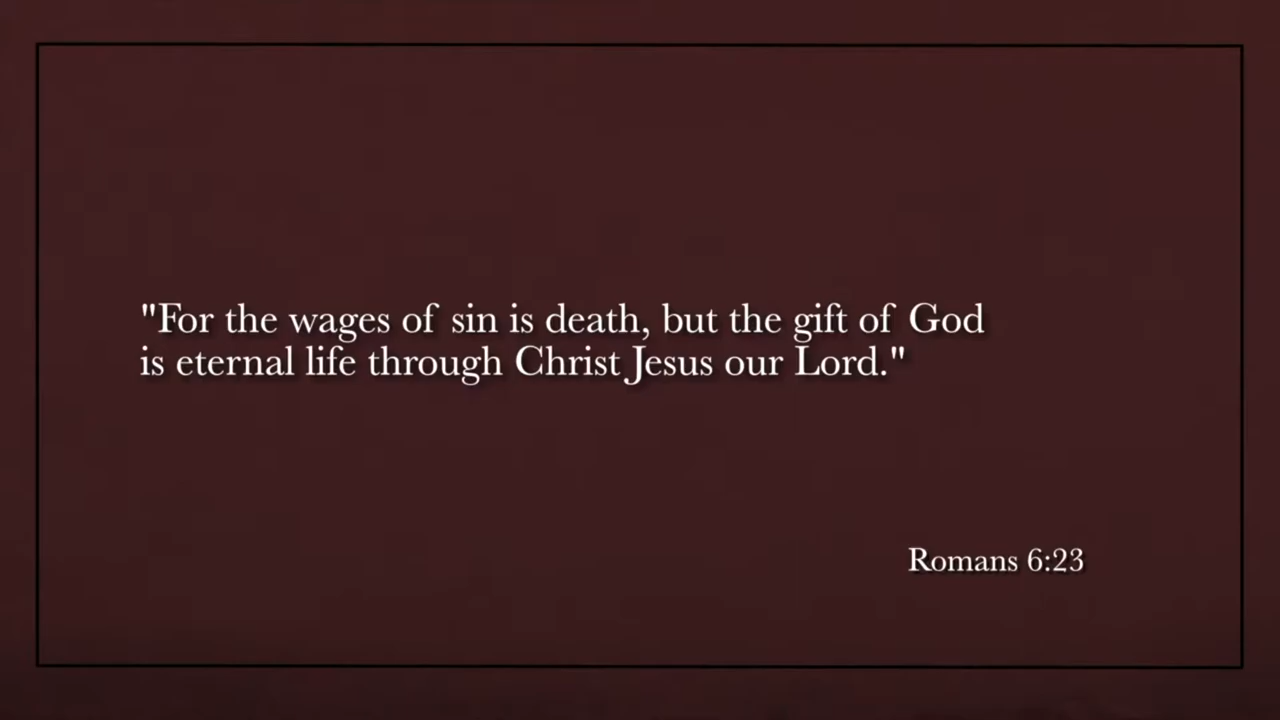 "For the wages of sin is death, but the gift of God
is eternal life through Christ Jesus our Lord."
Romans 6:23